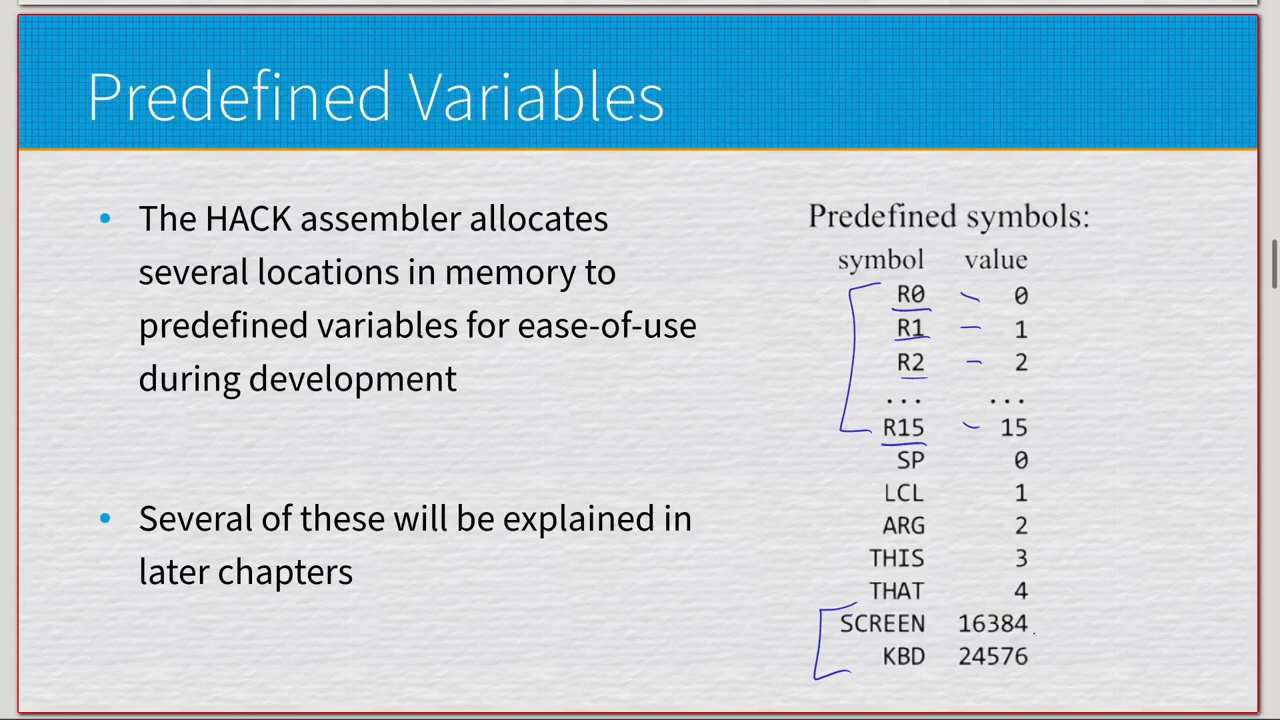 Predefined Variables
• The HACK assembler allocates
several locations in memory to
predefined variables for ease-of-use
during development
• Several of these will be explained in
later chapters
Predefined symbols:
symbol value
R0 0
R1 1
R2 2
... ...
R15 15
SP 0
LCL 1
ARG 2
THIS 3
THAT 4
SCREEN 16384
KBD 24576